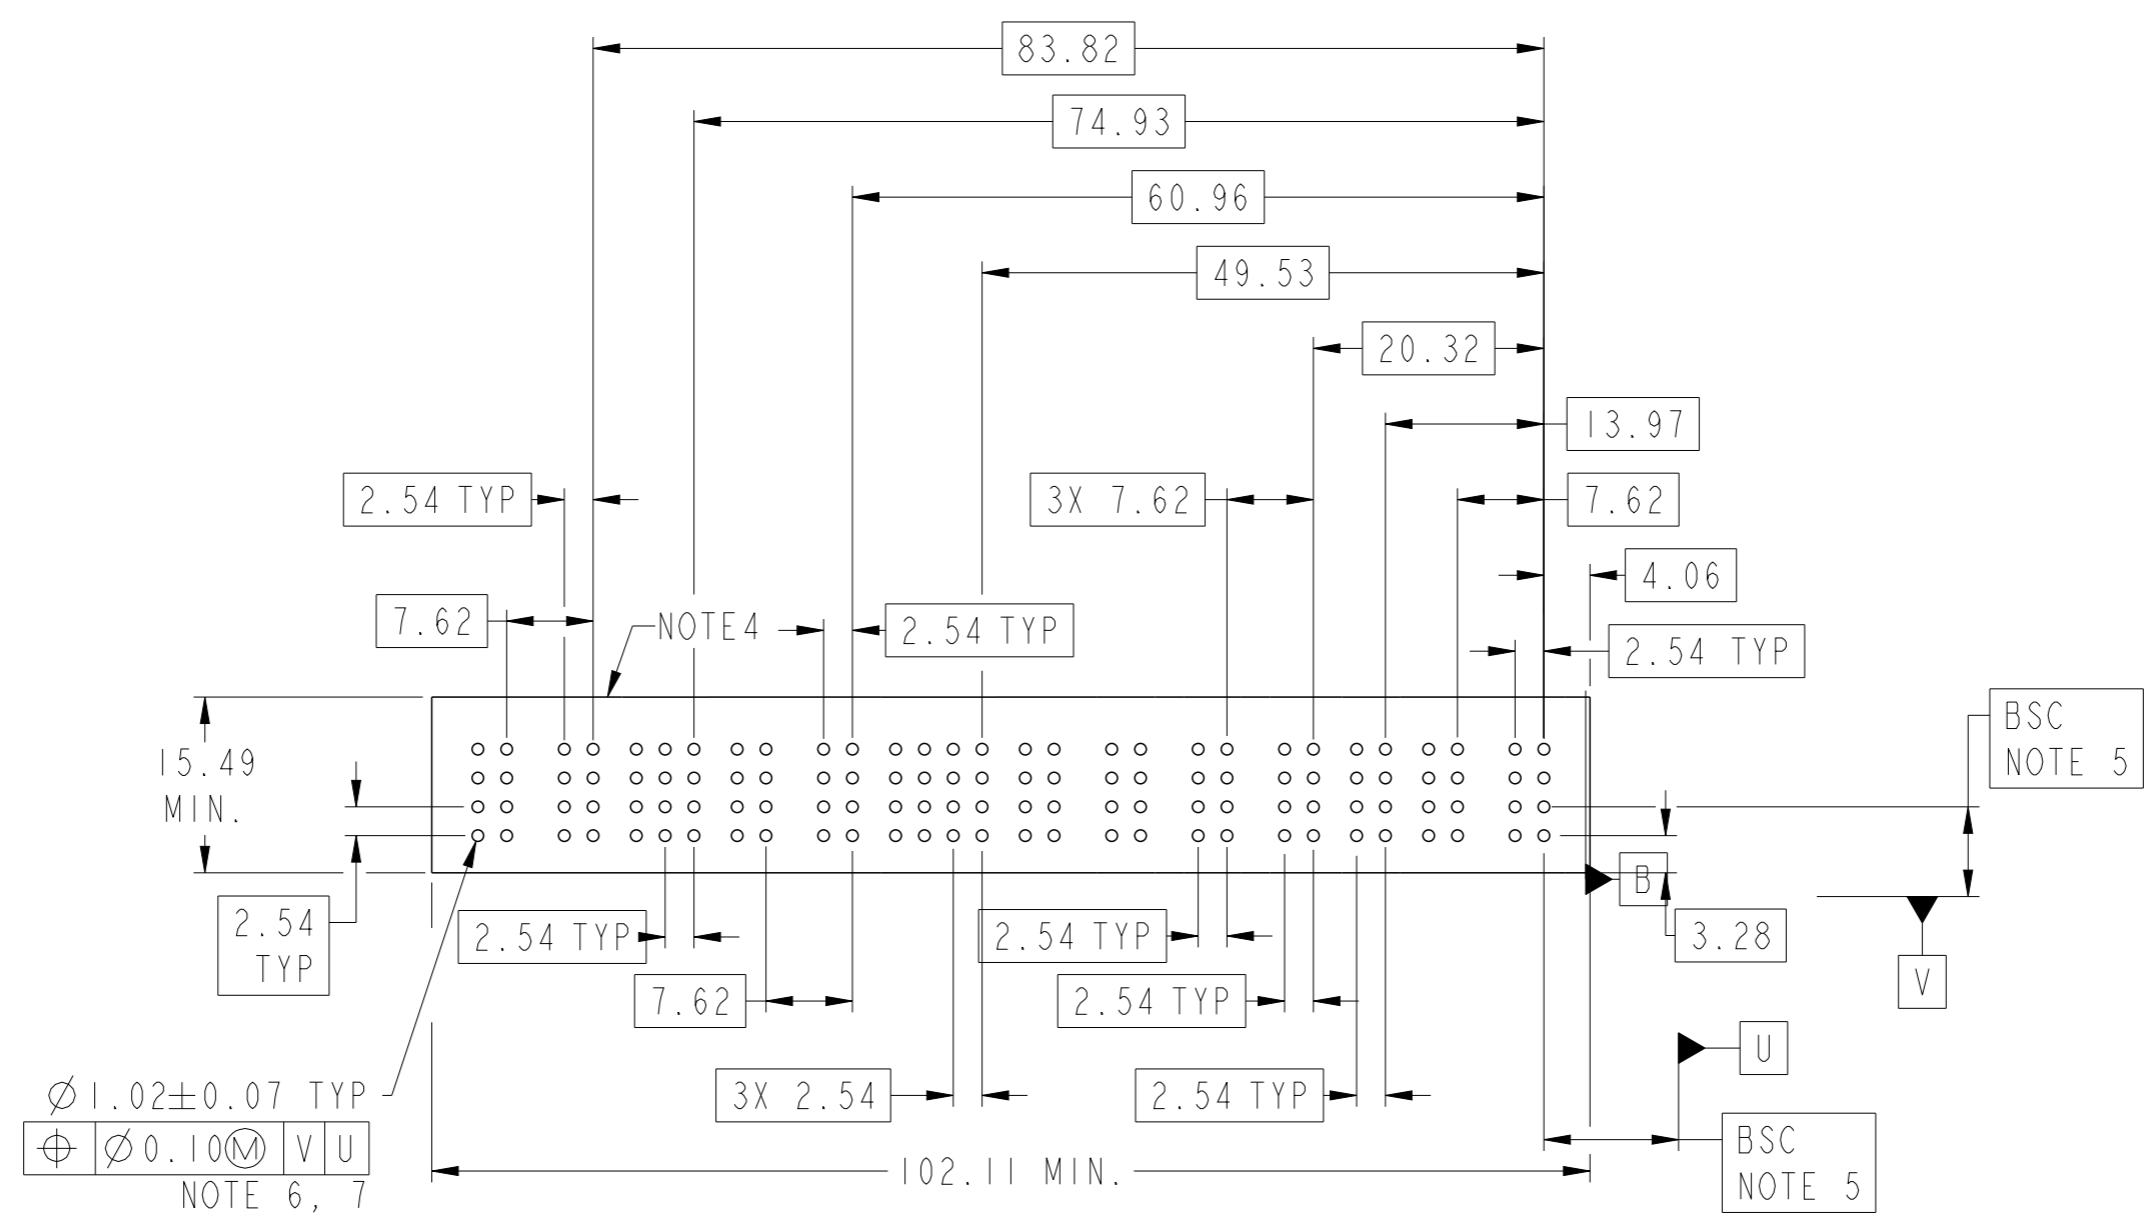 83.82
74.93
60.96
49.53
20.32
13.97
2.54 TYP
3X 7.62
7.62
4.06
7.62
NOTE4
2.54 TYP
2.54 TYP
BSC
NOTE 5
15.49
MIN.
B
2.54
TYP
2.54 TYP
2.54 TYP
3.28
V
7.62
2.54 TYP
U
Ø1.02±0.07 TYP
3X 2.54
2.54 TYP
⌖ Ø0.10Ⓜ V U
NOTE 6, 7
102.11 MIN.
BSC
NOTE 5